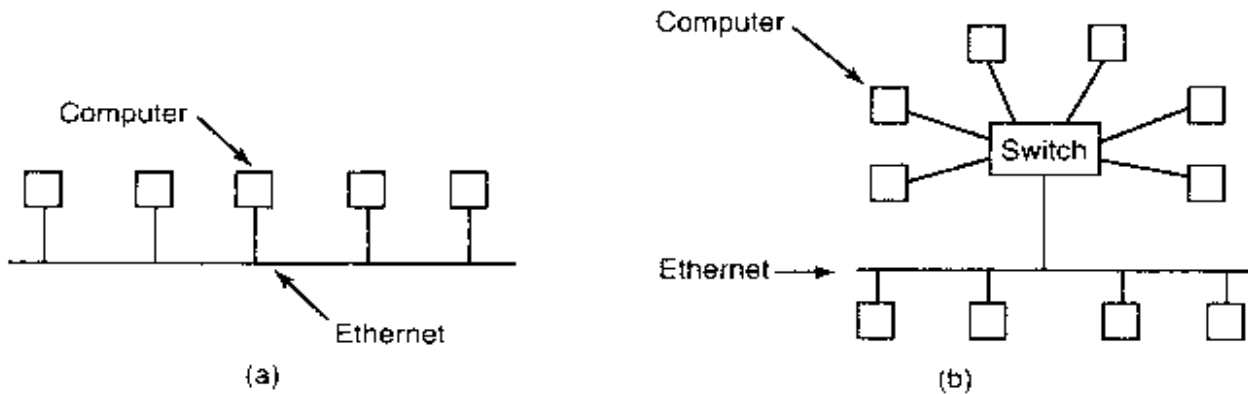 Computer
Ethernet
(a)
Computer
Switch
Ethernet
(b)